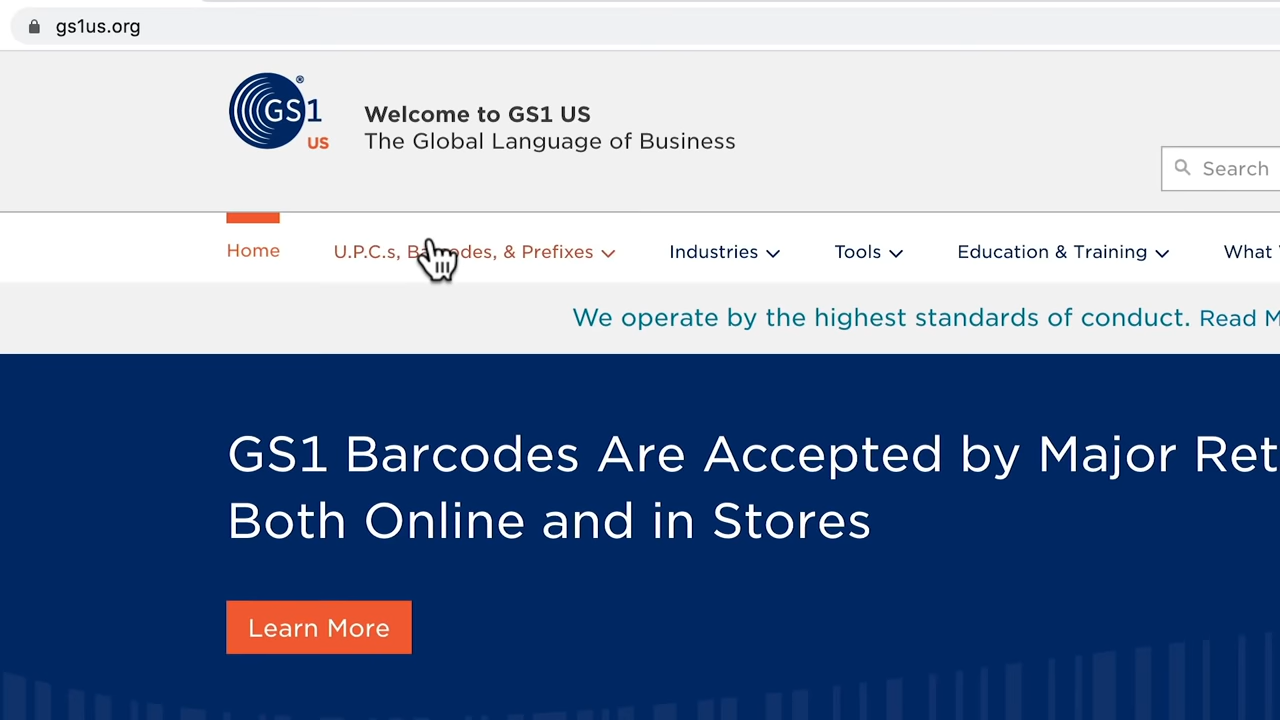 gs1us.org
GS1
US
®
Welcome to GS1 US
The Global Language of Business
Search
Home
U.P.C.s, Barcodes, & Prefixes
Industries
Tools
Education & Training
What
We operate by the highest standards of conduct. Read
GS1 Barcodes Are Accepted by Major
Both Online and in Stores
Learn More